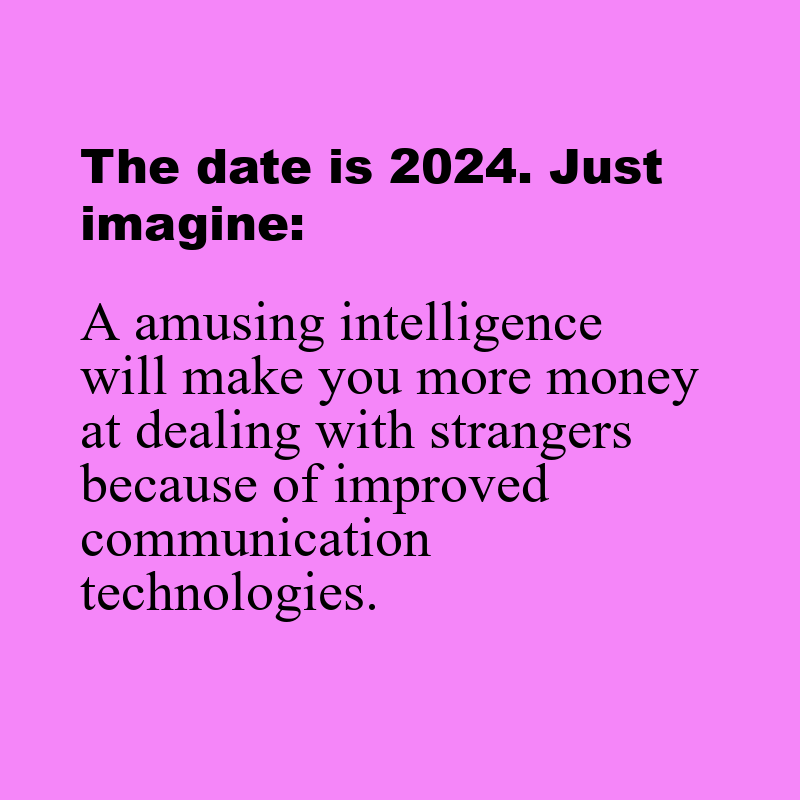 The date is 2024. Just
imagine:
A amusing intelligence
will make you more money
at dealing with strangers
because of improved
communication
technologies.